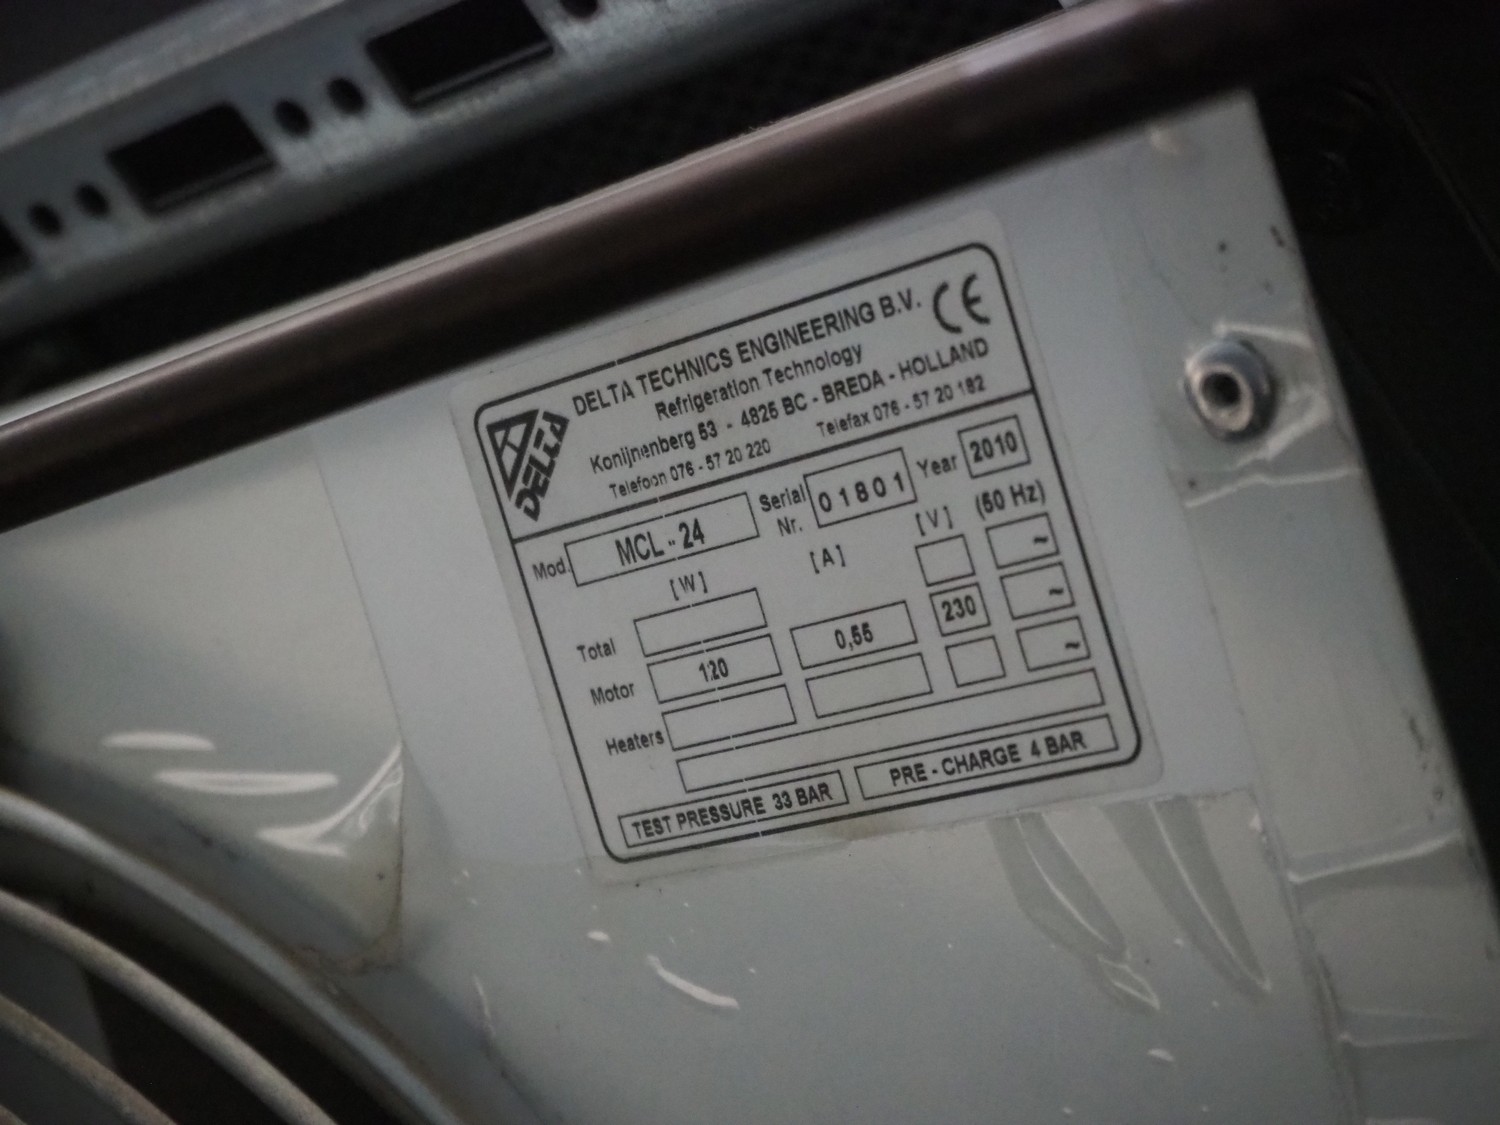 DELTA TECHNICS ENGINEERING B.V. CE
Refrigeration Technology
Konijnenberg 53 - 4825 BC - BREDA - HOLLAND
Telefoon 076 - 57 20 220 Telefax 076 - 57 20 182
DELTEC
Mod. MCL - 24 Serial Nr. 01801 Year 2010
[W] [A] [V] (50 Hz)
Total ~
Motor 120 0,55 230 ~
Heaters ~
TEST PRESSURE 33 BAR PRE - CHARGE 4 BAR